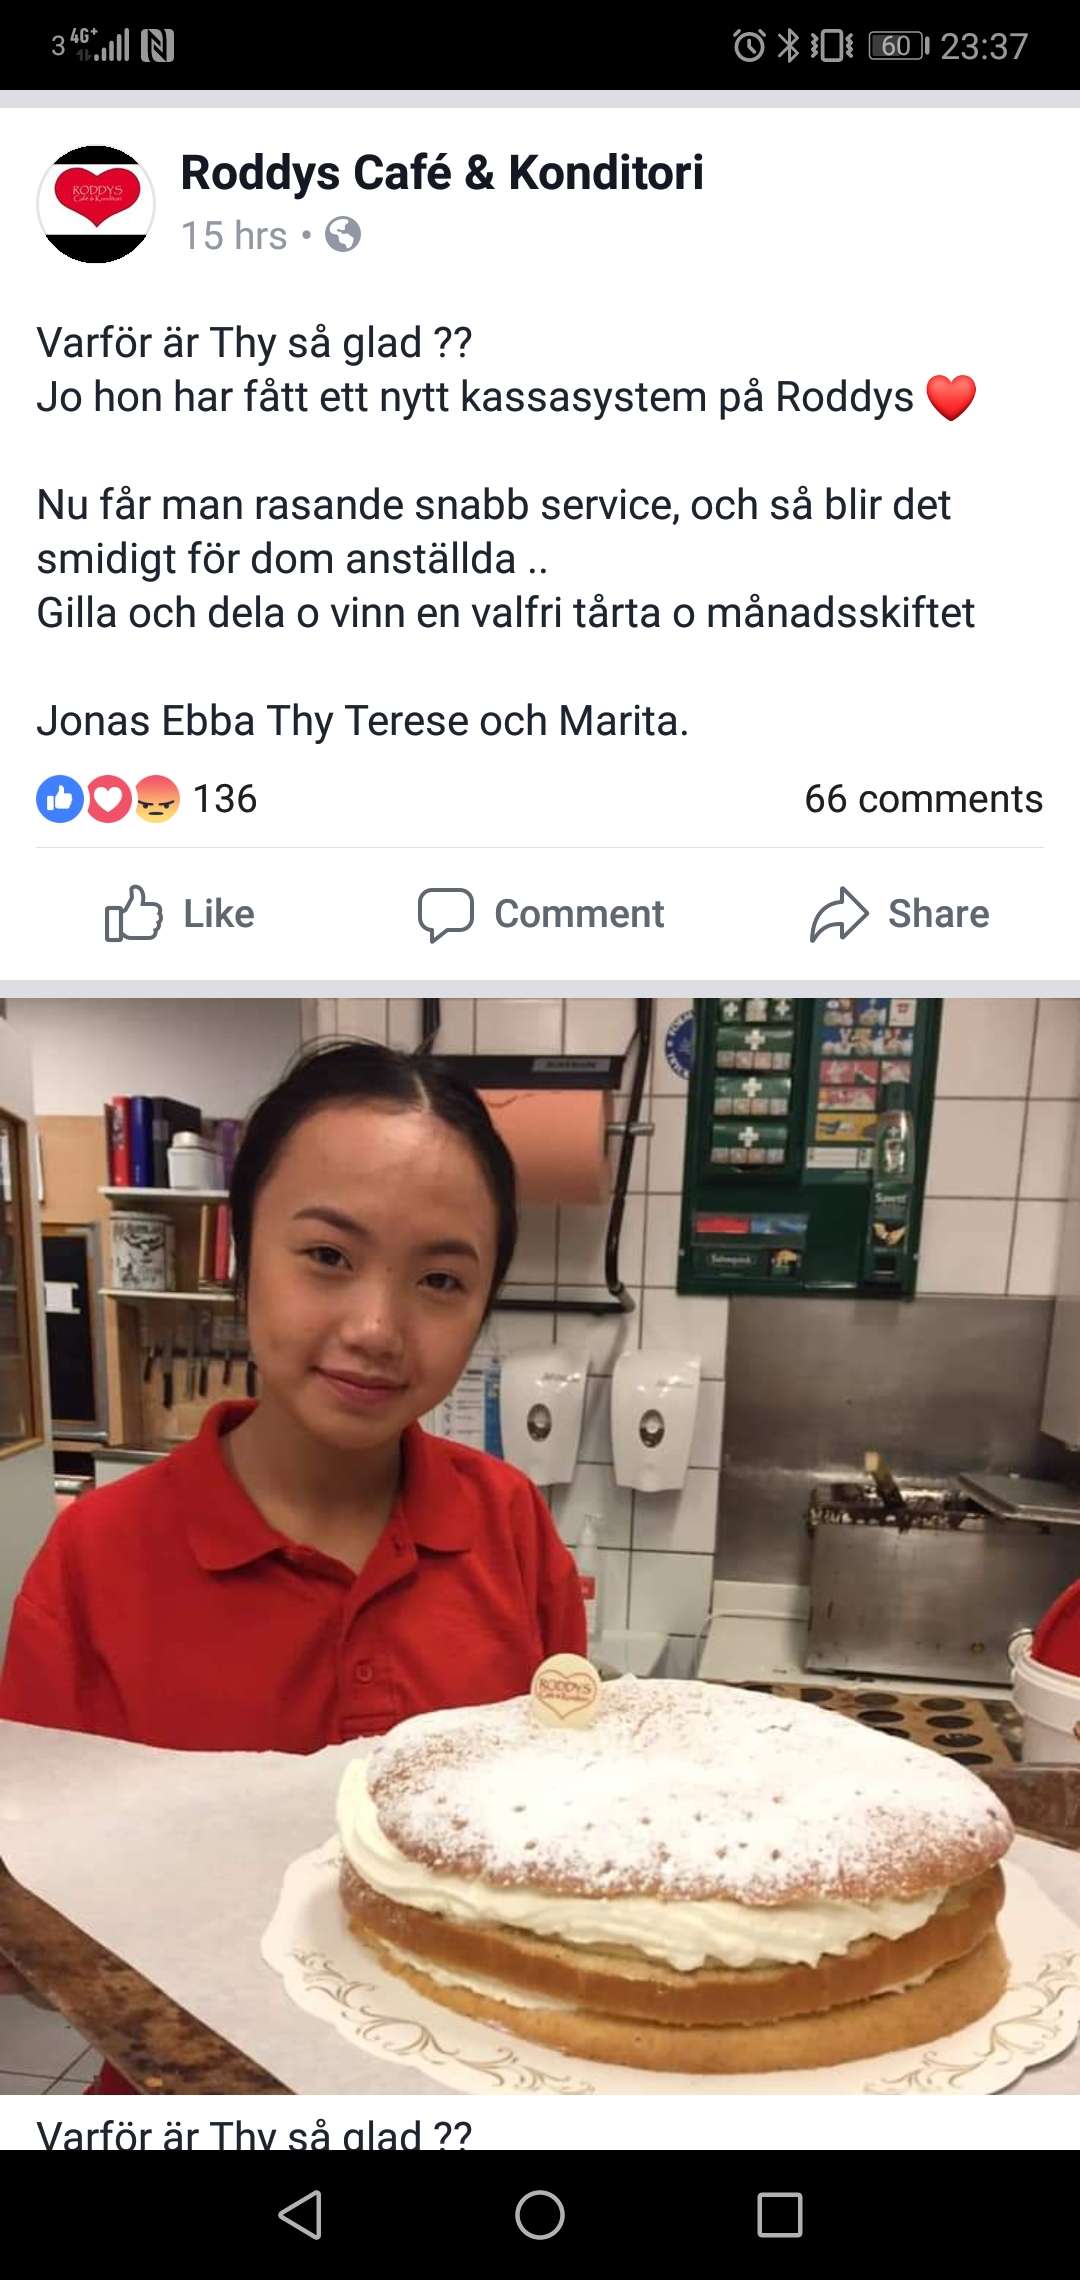 3 4G+ 60 23:37
RODDYS
Café & Konditori
Roddys Café & Konditori
15 hrs •
Varför är Thy så glad ??
Jo hon har fått ett nytt kassasystem på Roddys ❤️
Nu får man rasande snabb service, och så blir det
smidigt för dom anställda ..
Gilla och dela o vinn en valfri tårta o månadsskiftet
Jonas Ebba Thy Terese och Marita.
136 66 comments
Like Comment Share
RODDYS
Varför är Thy så glad ??